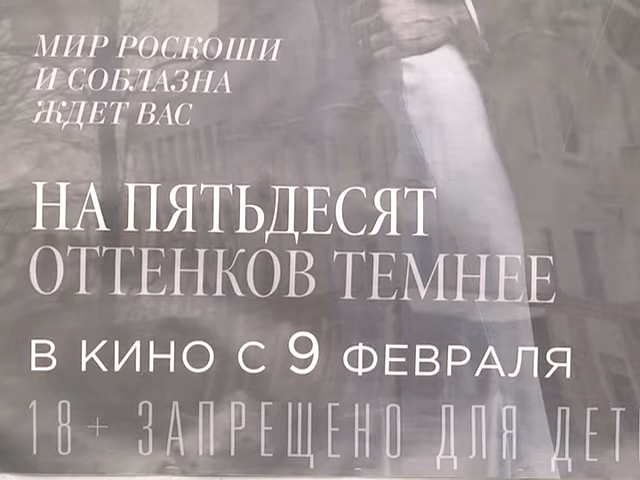 МИР РОСКОШИ
И СОБЛАЗНА
ЖДЕТ ВАС
НА ПЯТЬДЕСЯТ
ОТТЕНКОВ ТЕМНЕЕ
В КИНО С 9 ФЕВРАЛЯ
18+ ЗАПРЕЩЕНО ДЛЯ